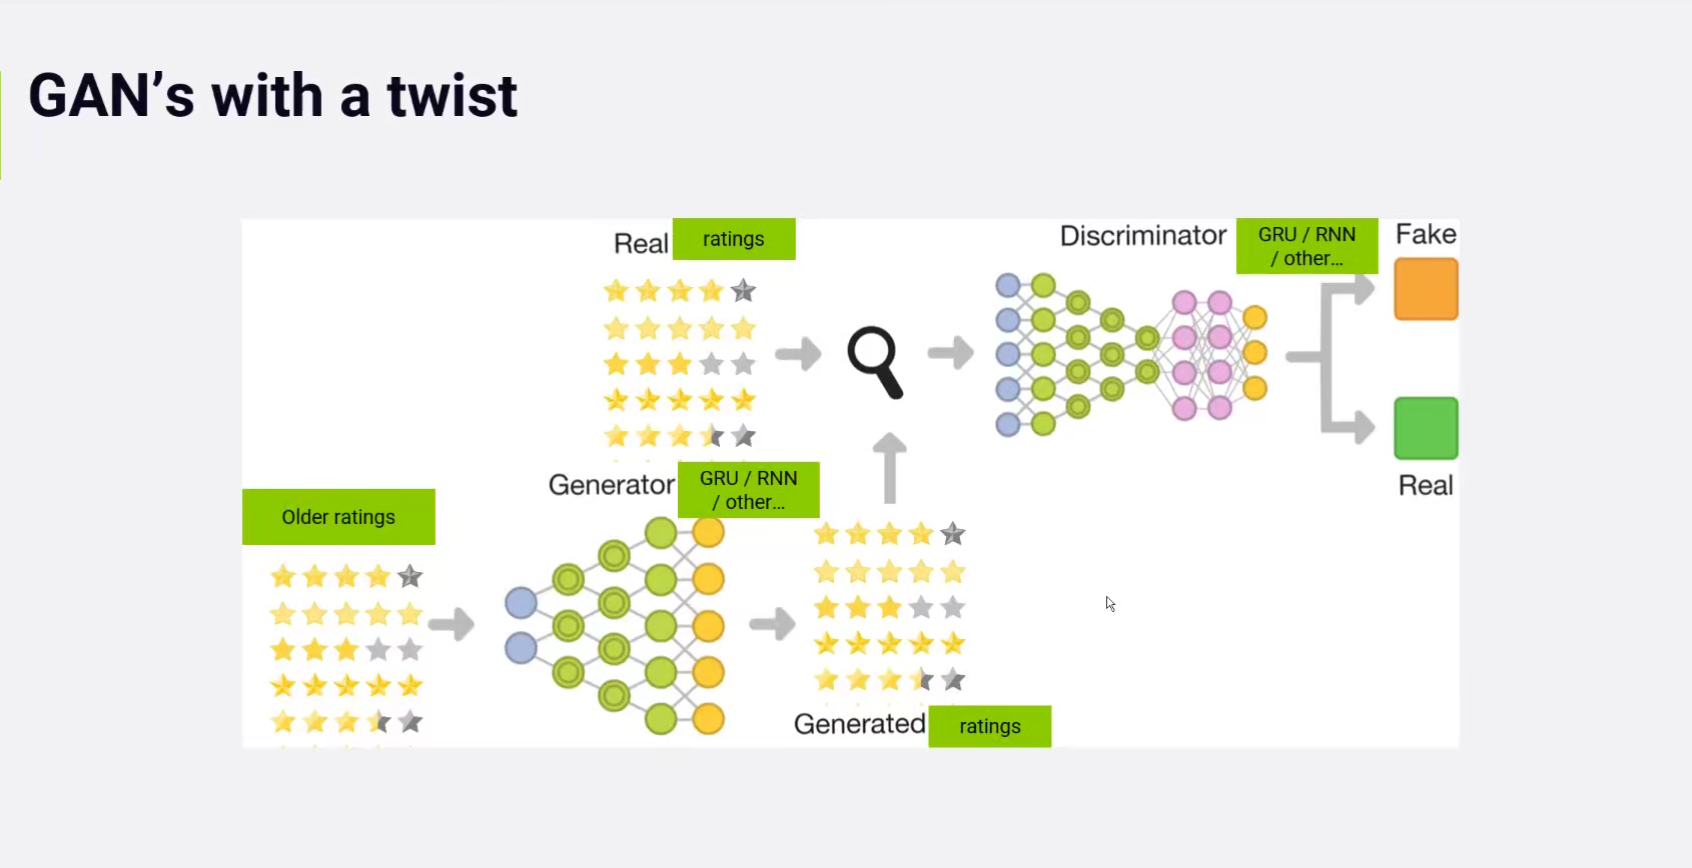 GAN’s with a twist
Real
ratings
Discriminator
GRU / RNN
/ other...
Fake
Real
Older ratings
Generator
GRU / RNN
/ other...
Generated
ratings